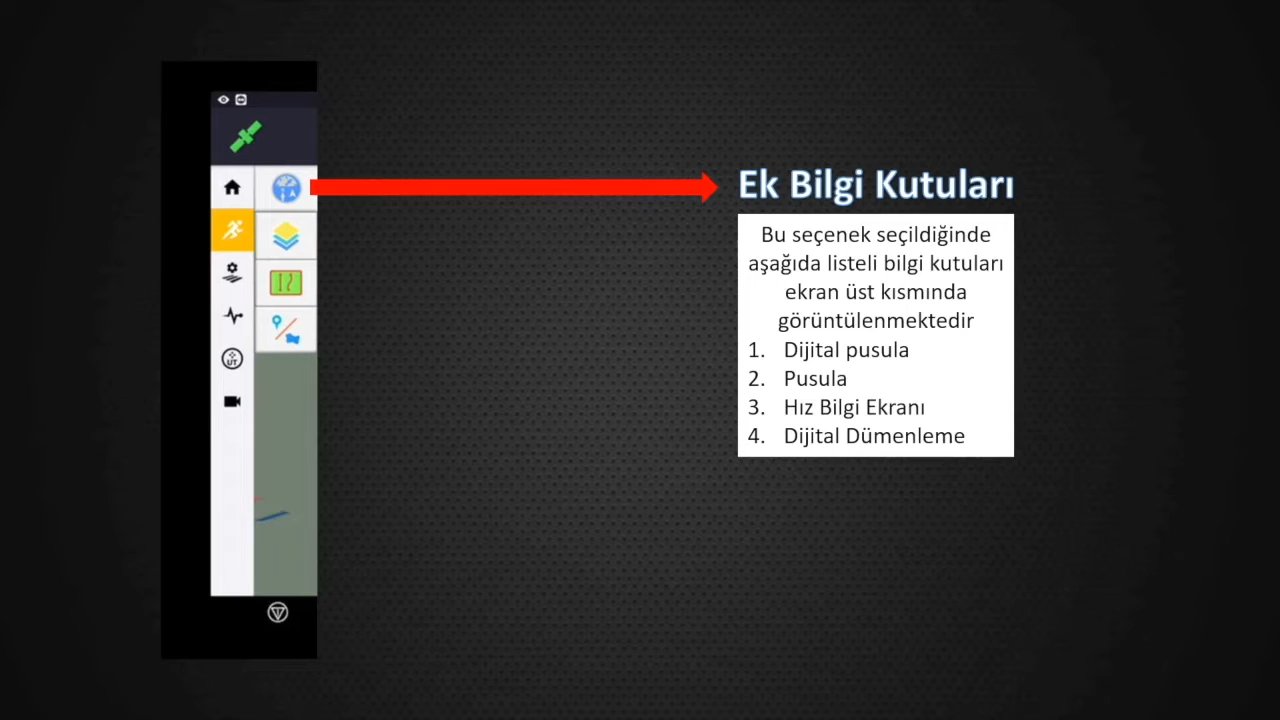 Ek Bilgi Kutuları
Bu seçenek seçildiğinde
aşağıda listeli bilgi kutuları
ekran üst kısmında
görüntülenmektedir
1. Dijital pusula
2. Pusula
3. Hız Bilgi Ekranı
4. Dijital Dümenleme
UT